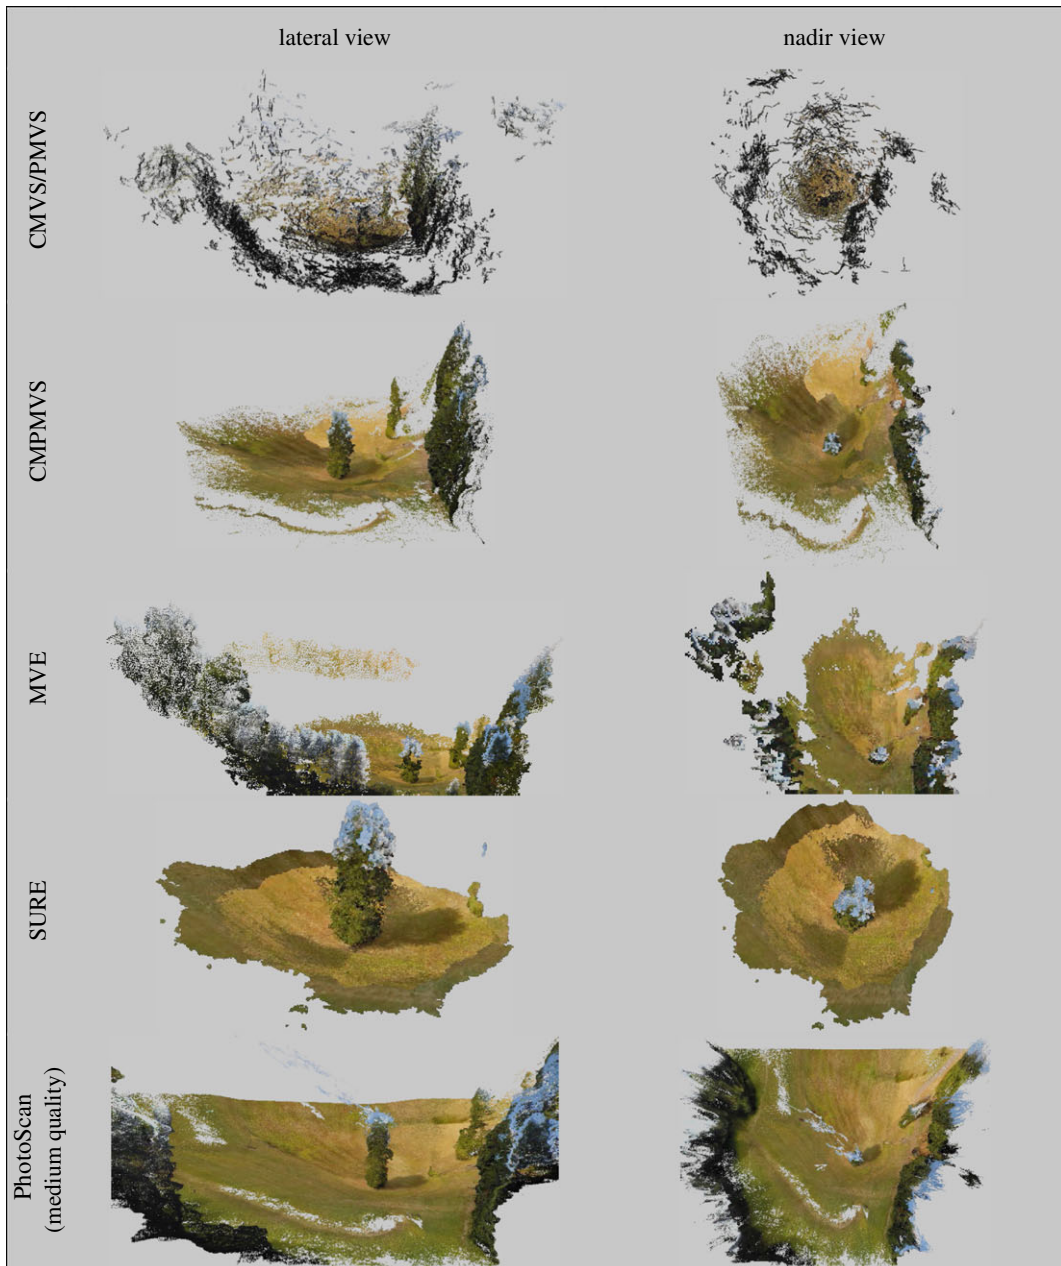 lateral view
nadir view
CMVS/PMVS
CMPMVS
MVE
SURE
PhotoScan
(medium quality)